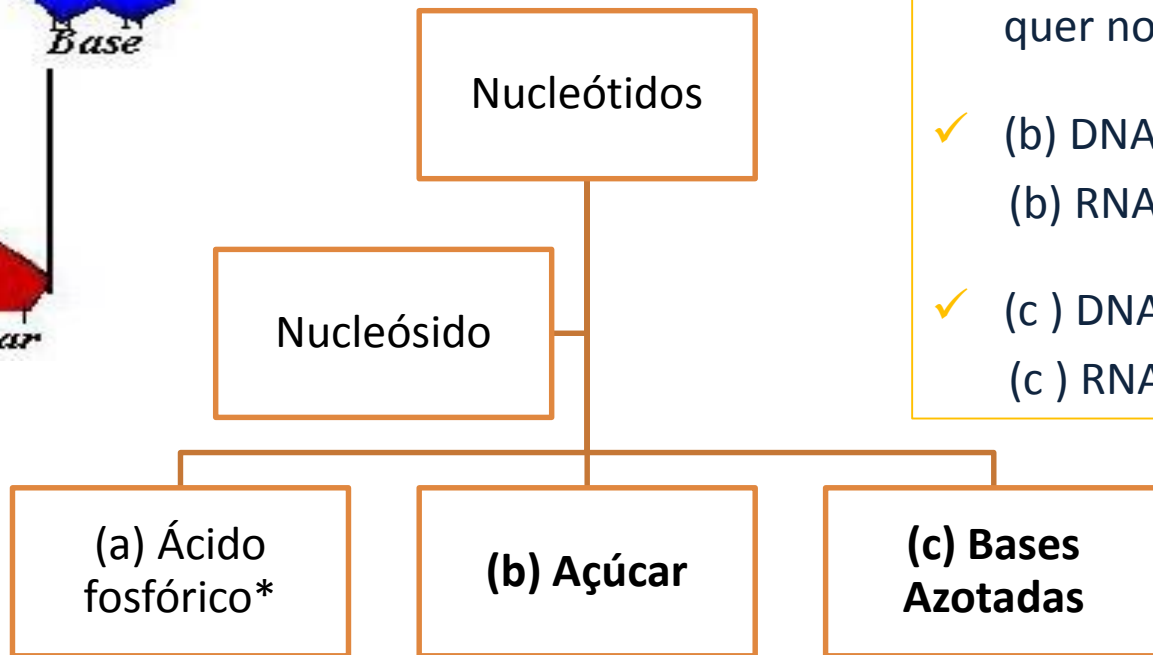 Base
Nucleótidos
Nucleósido
(a) Ácido
fosfórico*
(b) Açúcar
(c) Bases
Azotadas
quer no
(b) DNA
(b) RNA
(c ) DNA
(c ) RNA